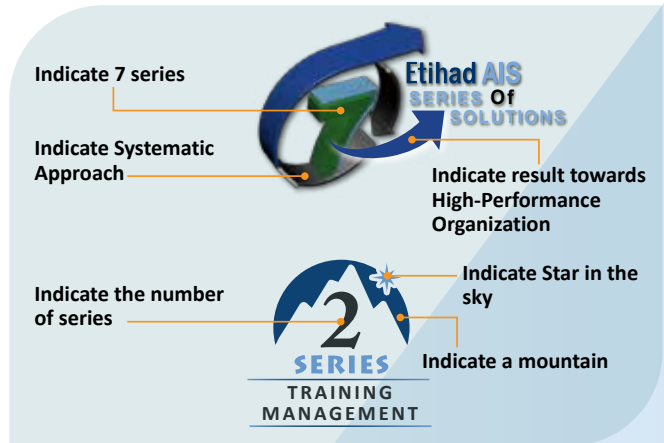 Indicate 7 series
7
Etihad AIS
SERIES Of
SOLUTIONS
Indicate Systematic
Approach
Indicate result towards
High-Performance
Organization
Indicate the number
of series
Indicate Star in the
sky
2
Indicate a mountain
SERIES
TRAINING
MANAGEMENT